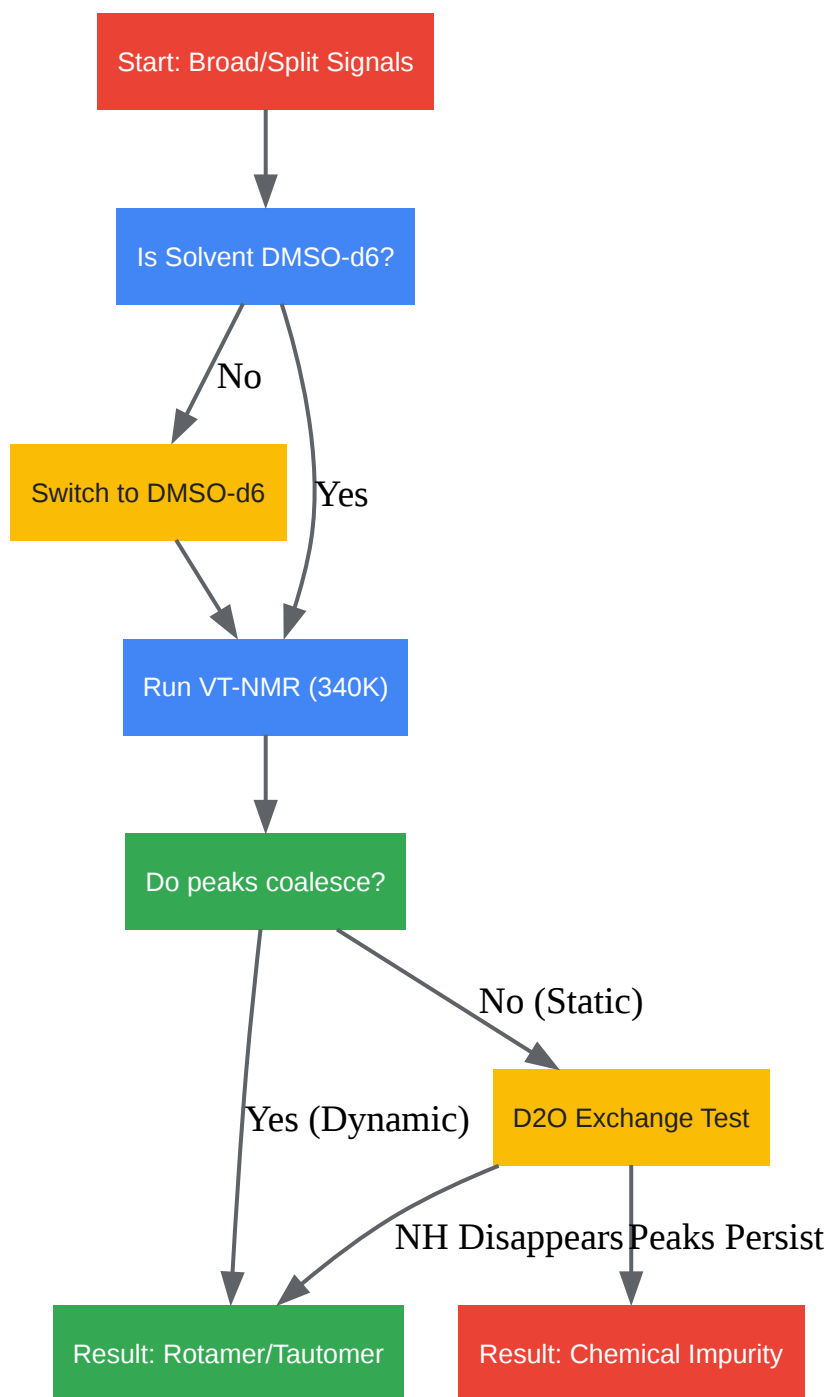 Start: Broad/Split Signals
Is Solvent DMSO-d6?
No
Switch to DMSO-d6
Yes
Run VT-NMR (340K)
Do peaks coalesce?
No (Static)
Yes (Dynamic)
D2O Exchange Test
NH Disappears
Peaks Persist
Result: Rotamer/Tautomer
Result: Chemical Impurity